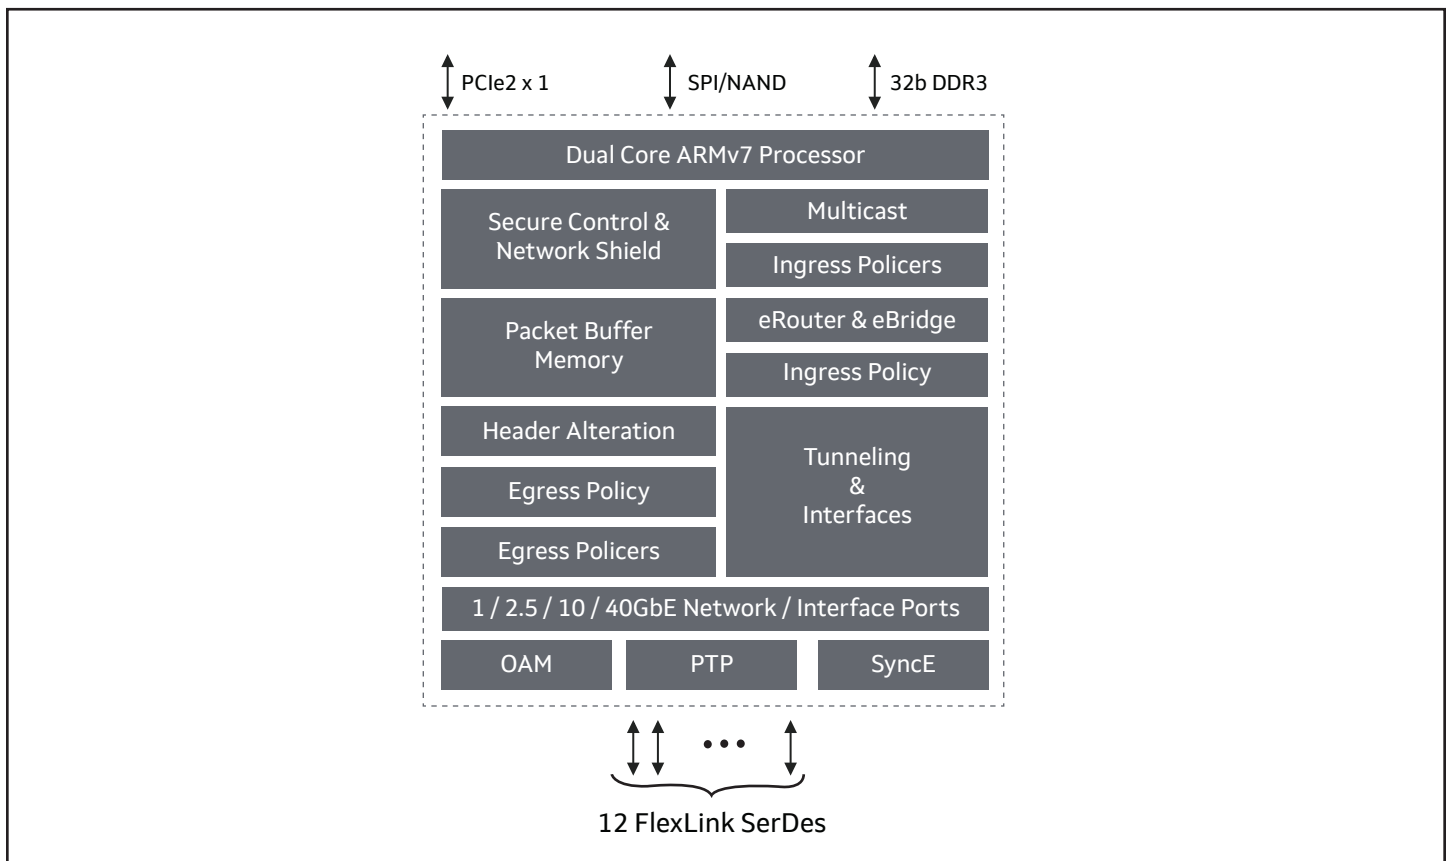 PCIe2 x 1
SPI/NAND
32b DDR3
Dual Core ARMv7 Processor
Secure Control &
Network Shield
Multicast
Ingress Policers
Packet Buffer
Memory
eRouter & eBridge
Ingress Policy
Header Alteration
Egress Policy
Egress Policers
Tunneling
&
Interfaces
1 / 2.5 / 10 / 40GbE Network / Interface Ports
OAM
PTP
SyncE
12 FlexLink SerDes